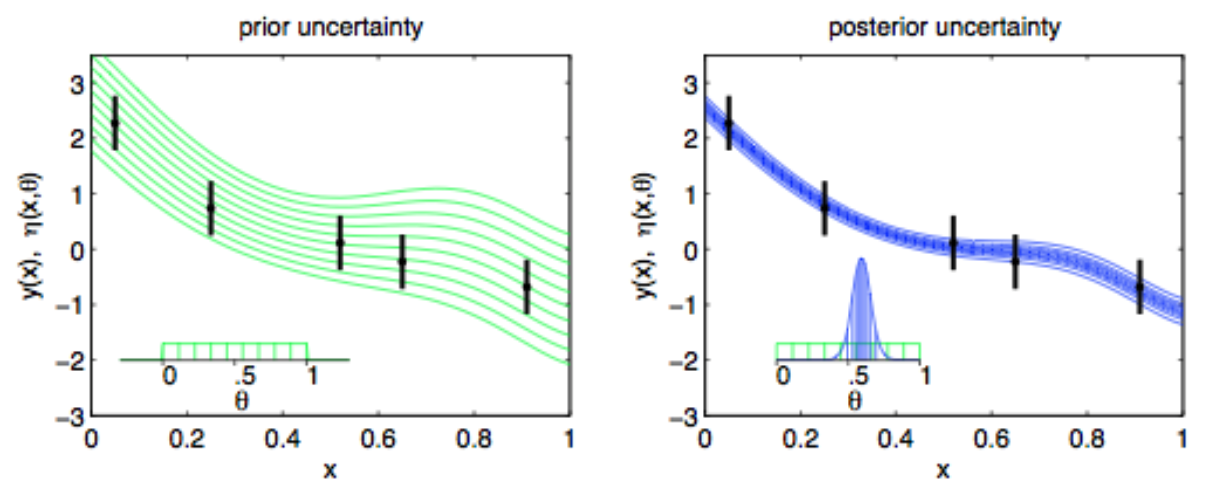 prior uncertainty
y(x), η(x,θ)
3
2
1
0
−1
−2
−3
0 .5 1
θ
0 0.2 0.4 0.6 0.8 1
x
posterior uncertainty
y(x), η(x,θ)
3
2
1
0
−1
−2
−3
0 .5 1
θ
0 0.2 0.4 0.6 0.8 1
x